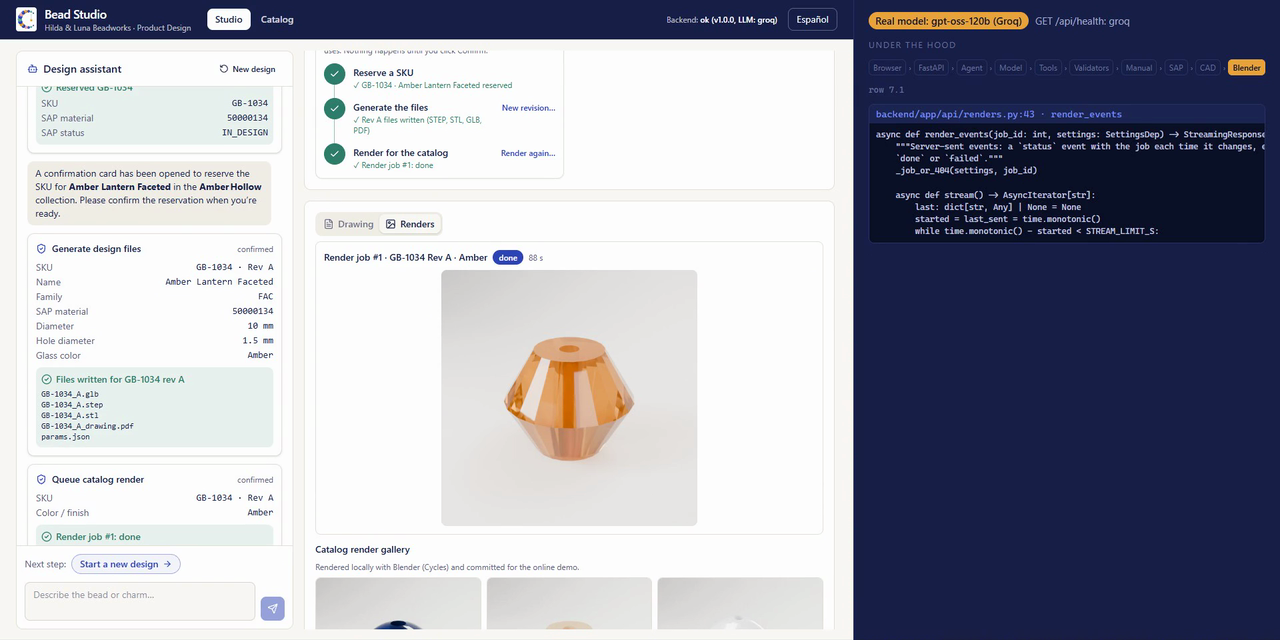 Bead Studio
Hilda & Luna Beadworks · Product Design
Studio
Catalog
Backend: ok (v1.0.0, LLM: groq)
Español
Design assistant
New design
Reserved GB-1034
SKU GB-1034
SAP material 50000134
SAP status IN_DESIGN
A confirmation card has been opened to reserve the
SKU for Amber Lantern Faceted in the Amber Hollow
collection. Please confirm the reservation when you're
ready.
Generate design files confirmed
SKU GB-1034 · Rev A
Name Amber Lantern Faceted
Family FAC
SAP material 50000134
Diameter 10 mm
Hole diameter 1.5 mm
Glass color Amber
Files written for GB-1034 rev A
GB-1034_A.glb
GB-1034_A.step
GB-1034_A.stl
GB-1034_A_drawing.pdf
params.json
Queue catalog render confirmed
SKU GB-1034 · Rev A
Color / finish Amber
Render job #1: done
Next step: Start a new design →
Describe the bead or charm...
uses. Nothing happens until you click Confirm.
Reserve a SKU
✓ GB-1034 · Amber Lantern Faceted reserved
Generate the files New revision...
✓ Rev A files written (STEP, STL, GLB,
PDF)
Render for the catalog Render again...
✓ Render job #1: done
Drawing
Renders
Render job #1 · GB-1034 Rev A · Amber done 88 s
Catalog render gallery
Rendered locally with Blender (Cycles) and committed for the online demo.
Real model: gpt-oss-120b (Groq) GET /api/health: groq
UNDER THE HOOD
Browser › FastAPI › Agent › Model › Tools › Validators › Manual › SAP › CAD › Blender
row 7.1
backend/app/api/renders.py:43 · render_events
async def render_events(job_id: int, settings: SettingsDep) -> StreamingResponse
"""Server-sent events: a `status` event with the job each time it changes,
`done` or `failed`."""
_job_or_404(settings, job_id)
async def stream() -> AsyncIterator[str]:
last: dict[str, Any] | None = None
started = last_sent = time.monotonic()
while time.monotonic() - started < STREAM_LIMIT_S: